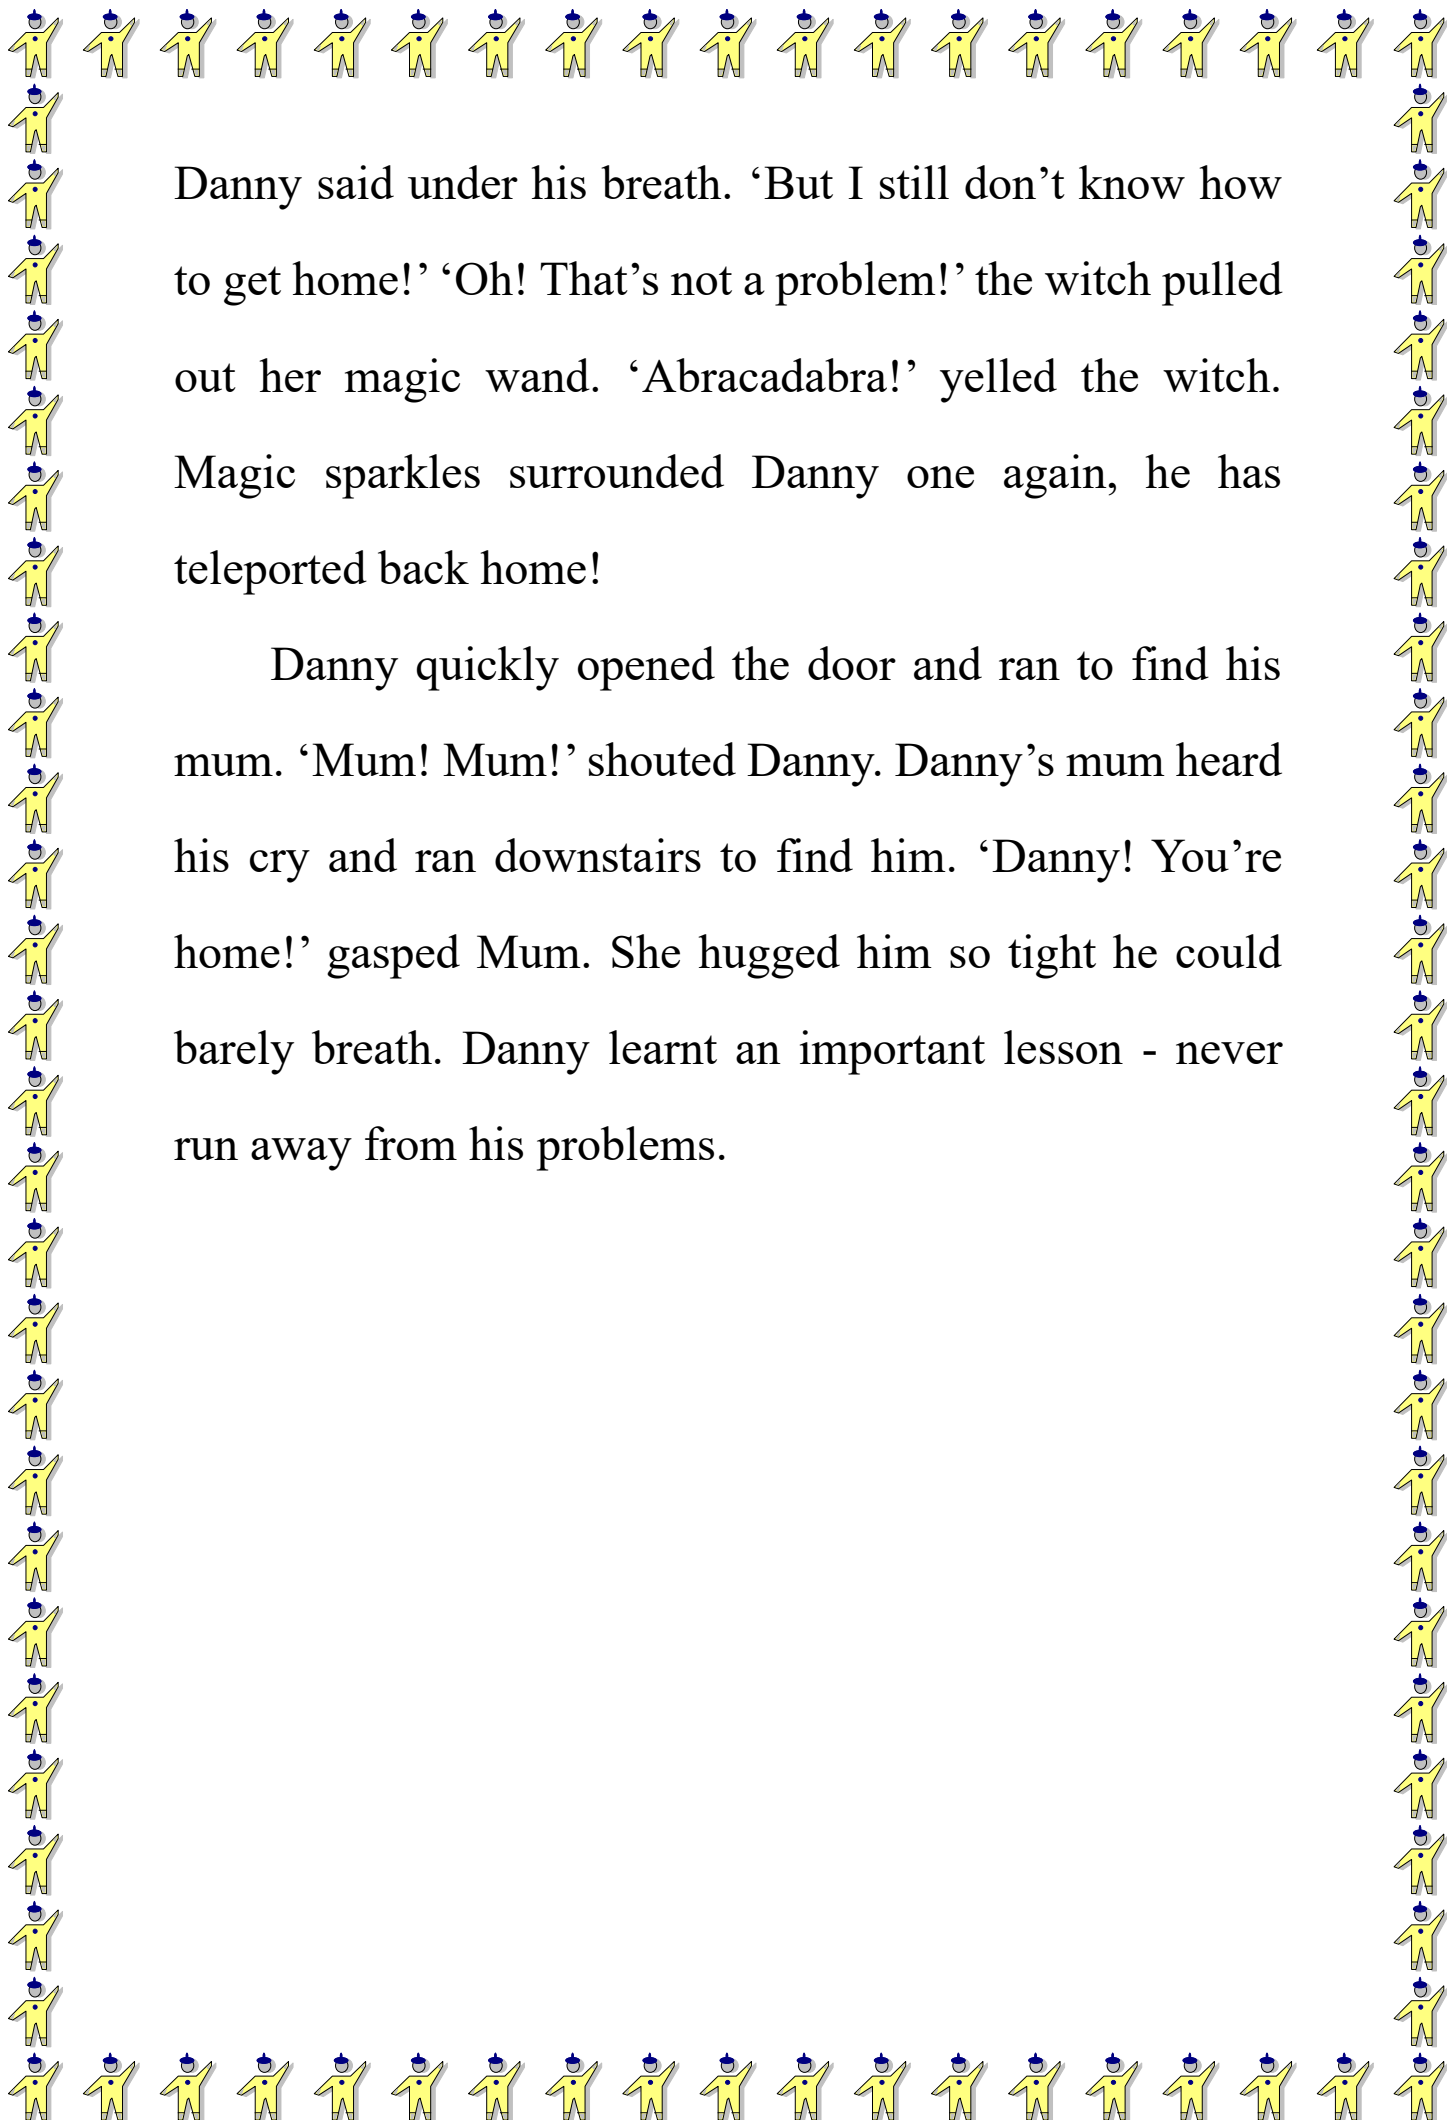 Danny said under his breath. ‘But I still don’t know how
to get home!’ ‘Oh! That’s not a problem!’ the witch pulled
out her magic wand. ‘Abracadabra!’ yelled the witch.
Magic sparkles surrounded Danny one again, he has
teleported back home!
Danny quickly opened the door and ran to find his
mum. ‘Mum! Mum!’ shouted Danny. Danny’s mum heard
his cry and ran downstairs to find him. ‘Danny! You’re
home!’ gasped Mum. She hugged him so tight he could
barely breath. Danny learnt an important lesson - never
run away from his problems.